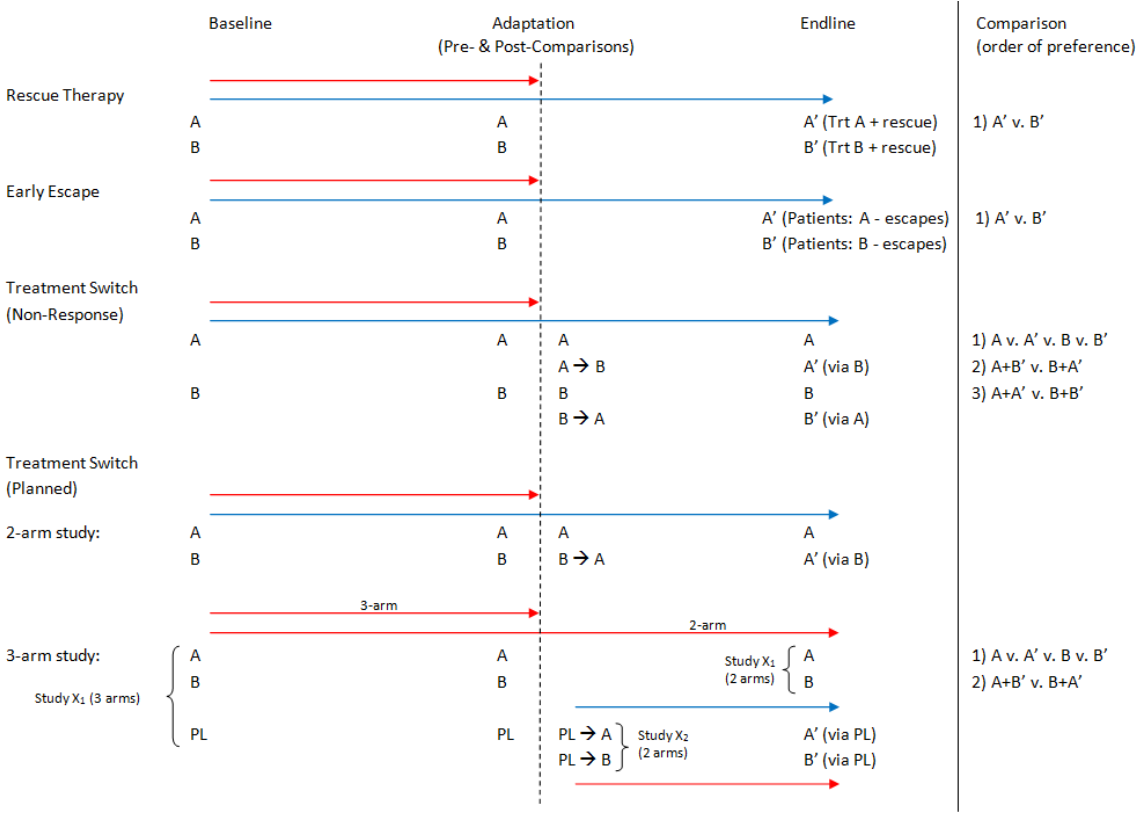 Baseline Adaptation Endline Comparison
(Pre- & Post-Comparisons) (order of preference)
Rescue Therapy
A A A’ (Trt A + rescue) 1) A’ v. B’
B B B’ (Trt B + rescue)
Early Escape
A A A’ (Patients: A - escapes) 1) A’ v. B’
B B B’ (Patients: B - escapes)
Treatment Switch
(Non-Response)
A A A A 1) A v. A’ v. B v. B’
A → B A’ (via B) 2) A+B’ v. B+A’
B B B B 3) A+A’ v. B+B’
B → A B’ (via A)
Treatment Switch
(Planned)
2-arm study: A A A A
B B B → A A’ (via B)
3-arm
2-arm
3-arm study: A A Study X₁ A 1) A v. A’ v. B v. B’
B B (2 arms) B 2) A+B’ v. B+A’
Study X₁ (3 arms)
PL PL PL → A Study X₂ A’ (via PL)
PL → B (2 arms) B’ (via PL)